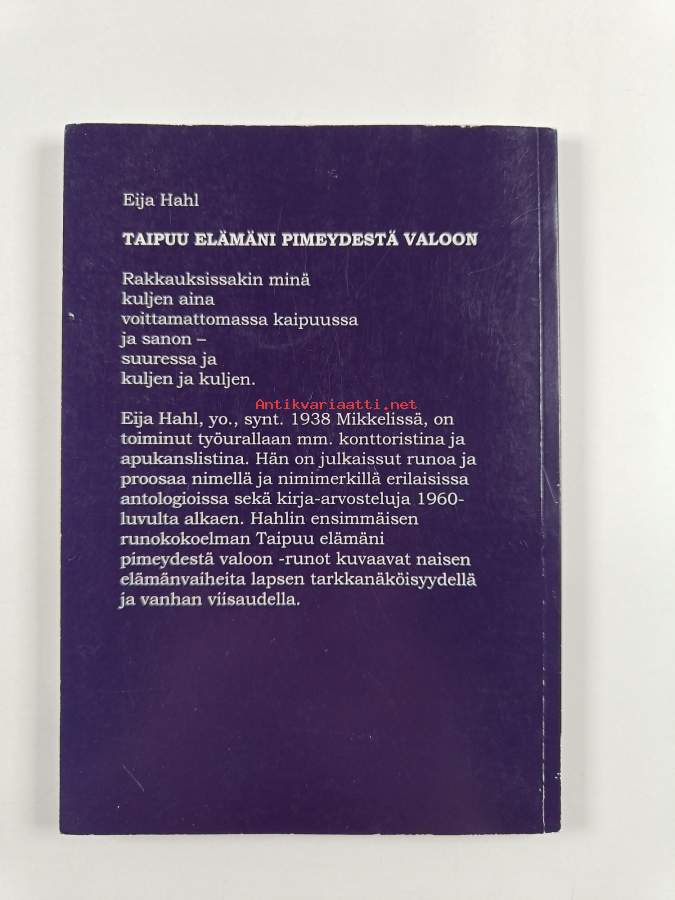 Eija Hahl
TAIPUU ELÄMÄNI PIMEYDESTÄ VALOON
Rakkauksissakin minä
kuljen aina
voittamattomassa kaipuussa
ja sanon –
suuressa ja
kuljen ja kuljen.
Antikvariaatti.net
Eija Hahl, yo., synt. 1938 Mikkelissä, on
toiminut työurallaan mm. konttoristina ja
apukanslistina. Hän on julkaissut runoa ja
proosaa nimellä ja nimimerkillä erilaisissa
antologioissa sekä kirja-arvosteluja 1960-
luvulta alkaen. Hahlin ensimmäisen
runokokoelman Taipuu elämäni
pimeydestä valoon -runot kuvaavat naisen
elämänvaiheita lapsen tarkkanäköisyydellä
ja vanhan viisaudella.